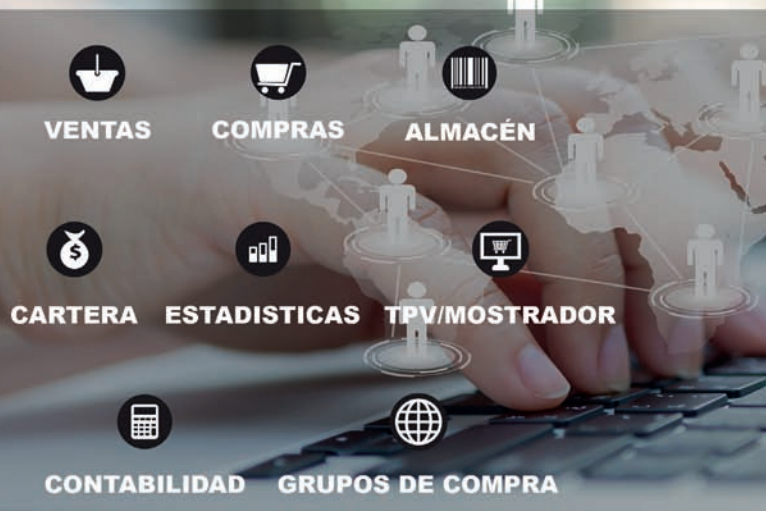 VENTAS COMPRAS ALMACÉN
CARTERA ESTADISTICAS TPV/MOSTRADOR
CONTABILIDAD GRUPOS DE COMPRA